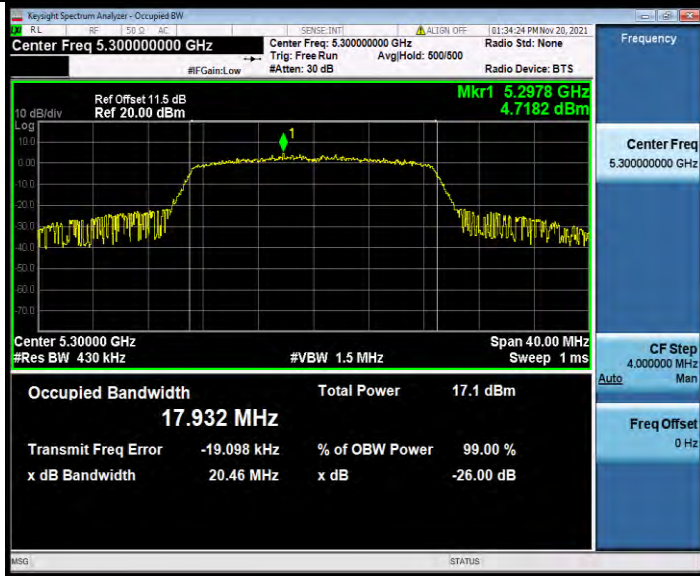 Keysight Spectrum Analyzer - Occupied BW
RL RF 50 Ω AC SENSE:INT ALIGN OFF 01:34:24 PM Nov 20, 2021
Center Freq 5.300000000 GHz
Center Freq: 5.300000000 GHz
Radio Std: None
Trig: Free Run Avg|Hold: 500/500
#IFGain:Low #Atten: 30 dB Radio Device: BTS
Frequency
Ref Offset 11.5 dB
Mkr1 5.2978 GHz
10 dB/div Ref 20.00 dBm 4.7182 dBm
Log
1
10.0
0.00
-10.0
-20.0
-30.0
-40.0
-50.0
-60.0
-70.0
Center 5.30000 GHz Span 40.00 MHz
#Res BW 430 kHz #VBW 1.5 MHz Sweep 1 ms
Occupied Bandwidth Total Power 17.1 dBm
17.932 MHz
Transmit Freq Error -19.098 kHz % of OBW Power 99.00 %
x dB Bandwidth 20.46 MHz x dB -26.00 dB
Center Freq
5.300000000 GHz
CF Step
4.000000 MHz
Auto Man
Freq Offset
0 Hz
MSG STATUS